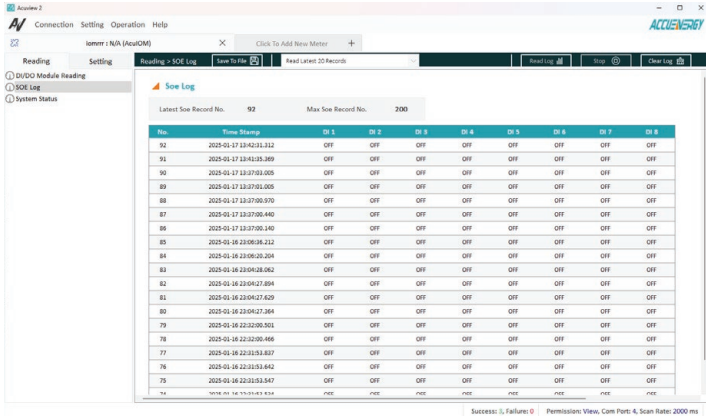 Acuview 2
Connection Setting Operation Help
ACCUENERGY
Iomrrr : N/A (AcuIOM) Click To Add New Meter
Reading Setting
Reading > SOE Log Save To File Read Latest 20 Records Read Log Stop Clear Log
DI/DO Module Reading
SOE Log
System Status
Soe Log
Latest Soe Record No. 92 Max Soe Record No. 200
No. Time Stamp DI 1 DI 2 DI 3 DI 4 DI 5 DI 6 DI 7 DI 8
92 2025-01-17 13:42:31.312 OFF OFF OFF OFF OFF OFF OFF OFF
91 2025-01-17 13:41:35.369 OFF OFF OFF OFF OFF OFF OFF OFF
90 2025-01-17 13:37:03.005 OFF OFF OFF OFF OFF OFF OFF OFF
89 2025-01-17 13:37:01.005 OFF OFF OFF OFF OFF OFF OFF OFF
88 2025-01-17 13:37:00.970 OFF OFF OFF OFF OFF OFF OFF OFF
87 2025-01-17 13:37:00.440 OFF OFF OFF OFF OFF OFF OFF OFF
86 2025-01-17 13:37:00.140 OFF OFF OFF OFF OFF OFF OFF OFF
85 2025-01-16 23:06:36.212 OFF OFF OFF OFF OFF OFF OFF OFF
84 2025-01-16 23:06:20.204 OFF OFF OFF OFF OFF OFF OFF OFF
83 2025-01-16 23:04:28.062 OFF OFF OFF OFF OFF OFF OFF OFF
82 2025-01-16 23:04:27.894 OFF OFF OFF OFF OFF OFF OFF OFF
81 2025-01-16 23:04:27.629 OFF OFF OFF OFF OFF OFF OFF OFF
80 2025-01-16 23:04:27.364 OFF OFF OFF OFF OFF OFF OFF OFF
79 2025-01-16 22:32:00.501 OFF OFF OFF OFF OFF OFF OFF OFF
78 2025-01-16 22:32:00.466 OFF OFF OFF OFF OFF OFF OFF OFF
77 2025-01-16 22:31:53.837 OFF OFF OFF OFF OFF OFF OFF OFF
76 2025-01-16 22:31:53.642 OFF OFF OFF OFF OFF OFF OFF OFF
75 2025-01-16 22:31:53.547 OFF OFF OFF OFF OFF OFF OFF OFF
Success: 3, Failure: 0 Permission: View, Com Port: 4, Scan Rate: 2000 ms